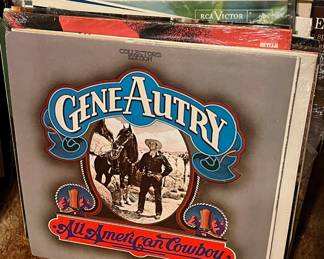 RCA VICTOR
COLLECTORS
EDITION
GENE AUTRY
All American Cowboy